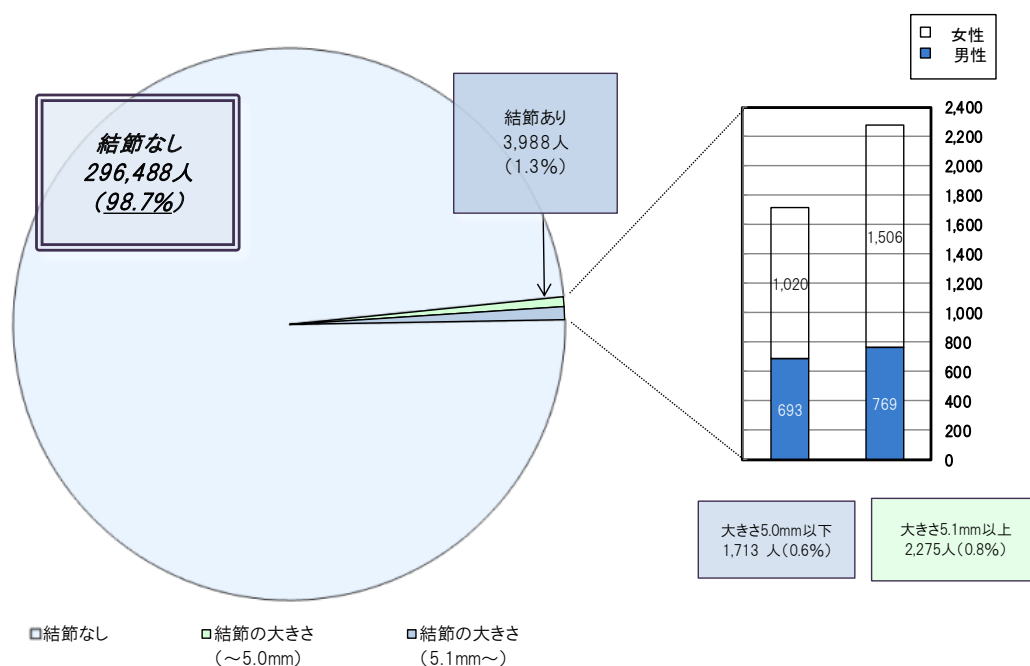 女性
男性
結節なし
296,488人
(98.7%)
結節あり
3,988人
(1.3%)
2,400
2,200
2,000
1,800
1,600
1,400
1,200
1,000
800
600
400
200
0
1,506
1,020
693
769
大きさ5.0mm以下
1,713 人(0.6%)
大きさ5.1mm以上
2,275人(0.8%)
結節なし
結節の大きさ
(~5.0mm)
結節の大きさ
(5.1mm~)